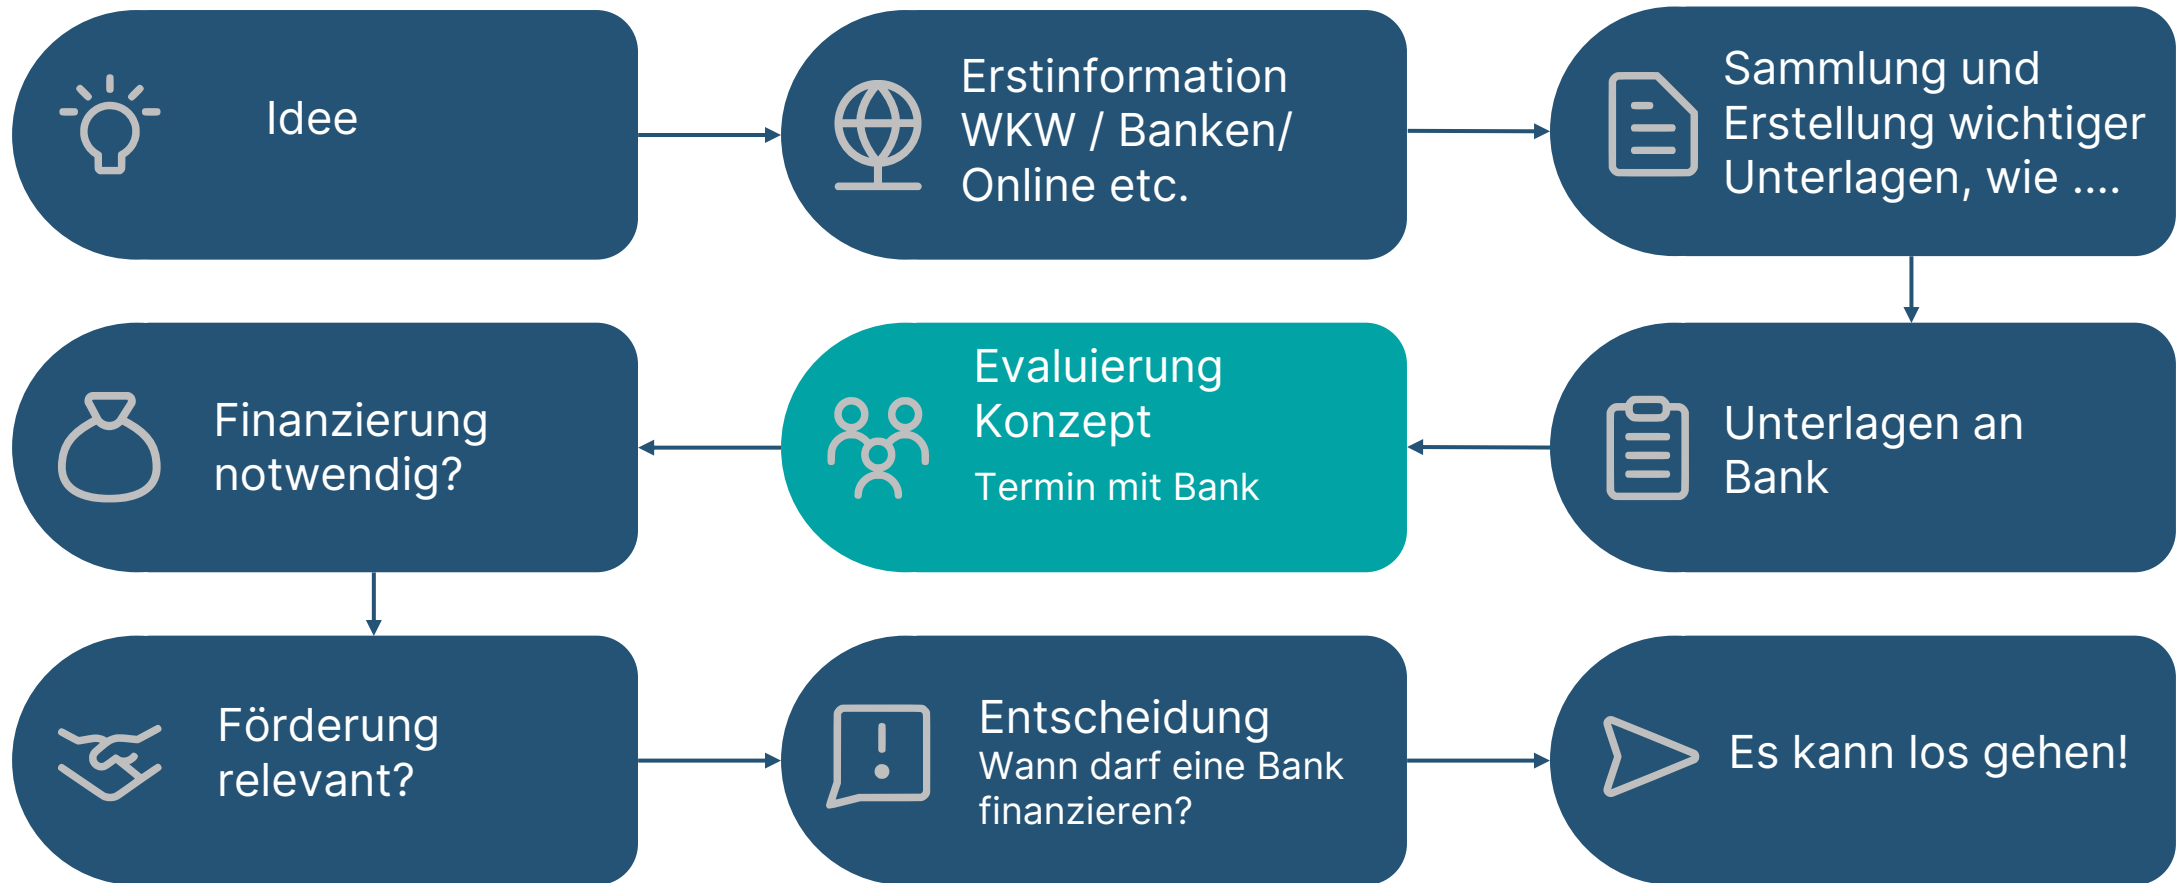 Idee
Erstinformation
WKW / Banken/
Online etc.
Sammlung und
Erstellung wichtiger
Unterlagen, wie ....
Unterlagen an
Bank
Evaluierung
Konzept
Termin mit Bank
Finanzierung
notwendig?
Förderung
relevant?
Entscheidung
Wann darf eine Bank
finanzieren?
Es kann los gehen!